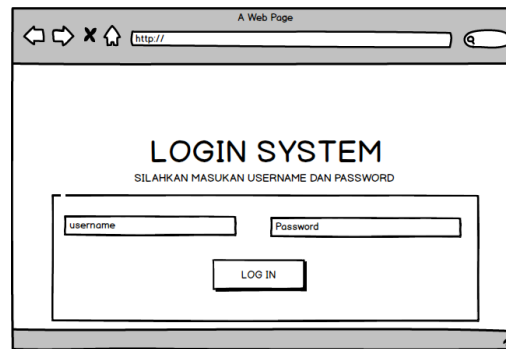 A Web Page
http://
LOGIN SYSTEM
SILAHKAN MASUKAN USERNAME DAN PASSWORD
username
Password
LOG IN